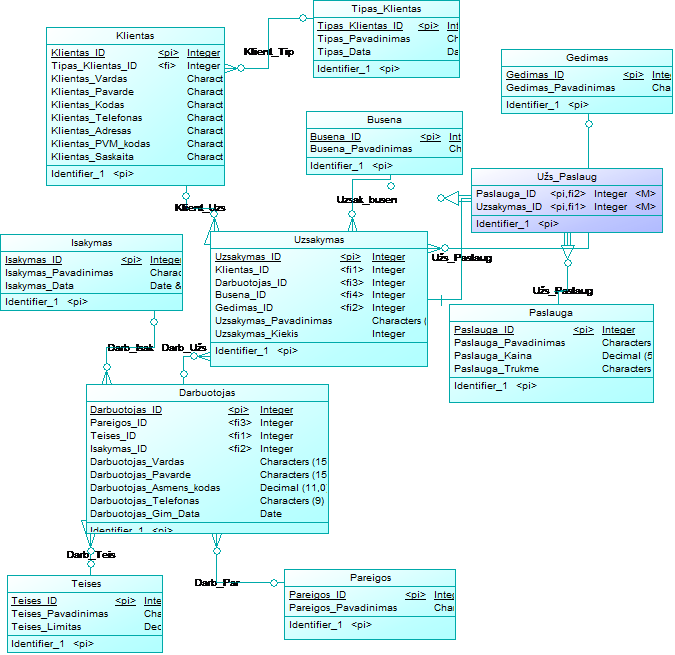 Klientas
Klientas_ID <pi> Integer
Tipas_Klientas_ID <fi> Integer
Klientas_Vardas Charact
Klientas_Pavarde Charact
Klientas_Kodas Charact
Klientas_Telefonas Charact
Klientas_Adresas Charact
Klientas_PVM_kodas Charact
Klientas_Saskaita Charact
Identifier_1 <pi>
Klient_Tip
Tipas_Klientas
Tipas_Klientas_ID <pi> Int
Tipas_Pavadinimas Ch
Tipas_Data Da
Identifier_1 <pi>
Gedimas
Gedimas_ID <pi> Inte
Gedimas_Pavadinimas Cha
Identifier_1 <pi>
Busena
Busena_ID <pi> Int
Busena_Pavadinimas Ch
Identifier_1 <pi>
Užs_Paslaug
Paslauga_ID <pi,fi2> Integer <M>
Uzsakymas_ID <pi,fi1> Integer <M>
Identifier_1 <pi>
Klient_Uzs
Uzsak_busen
Isakymas
Isakymas_ID <pi> Intege
Isakymas_Pavadinimas Charac
Isakymas_Data Date &
Identifier_1 <pi>
Uzsakymas
Uzsakymas_ID <pi> Integer
Klientas_ID <fi1> Integer
Darbuotojas_ID <fi3> Integer
Busena_ID <fi4> Integer
Gedimas_ID <fi2> Integer
Uzsakymas_Pavadinimas Characters (
Uzsakymas_Kiekis Integer
Identifier_1 <pi>
Užs_Paslaug
Užs_Paslaug
Paslauga
Paslauga_ID <pi> Integer
Paslauga_Pavadinimas Characters
Paslauga_Kaina Decimal (5
Paslauga_Trukme Characters
Identifier_1 <pi>
Darb_Isak
Darb_Užs
Darbuotojas
Darbuotojas_ID <pi> Integer
Pareigos_ID <fi3> Integer
Teises_ID <fi1> Integer
Isakymas_ID <fi2> Integer
Darbuotojas_Vardas Characters (15
Darbuotojas_Pavarde Characters (15
Darbuotojas_Asmens_kodas Decimal (11,0
Darbuotojas_Telefonas Characters (9)
Darbuotojas_Gim_Data Date
Identifier_1 <pi>
Darb_Teis
Darb_Par
Teises
Teises_ID <pi> Inte
Teises_Pavadinimas Cha
Teises_Limitas Dec
Identifier_1 <pi>
Pareigos
Pareigos_ID <pi> Inte
Pareigos_Pavadinimas Cha
Identifier_1 <pi>